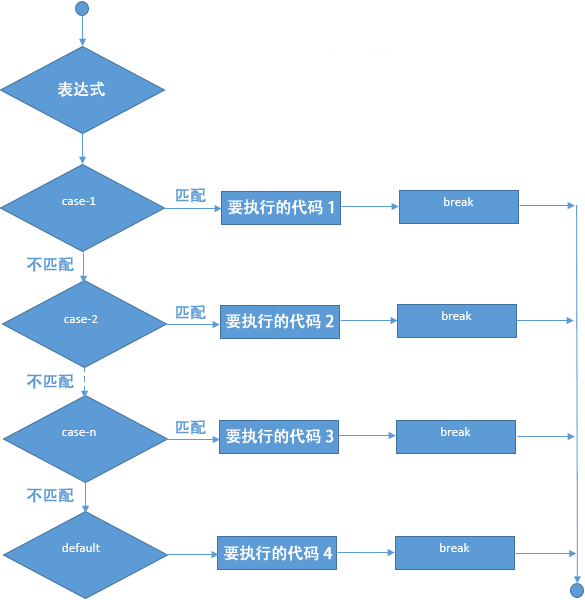 表达式
case-1
匹配
要执行的代码 1
break
不匹配
case-2
匹配
要执行的代码 2
break
不匹配
case-n
匹配
要执行的代码 3
break
不匹配
default
要执行的代码 4
break